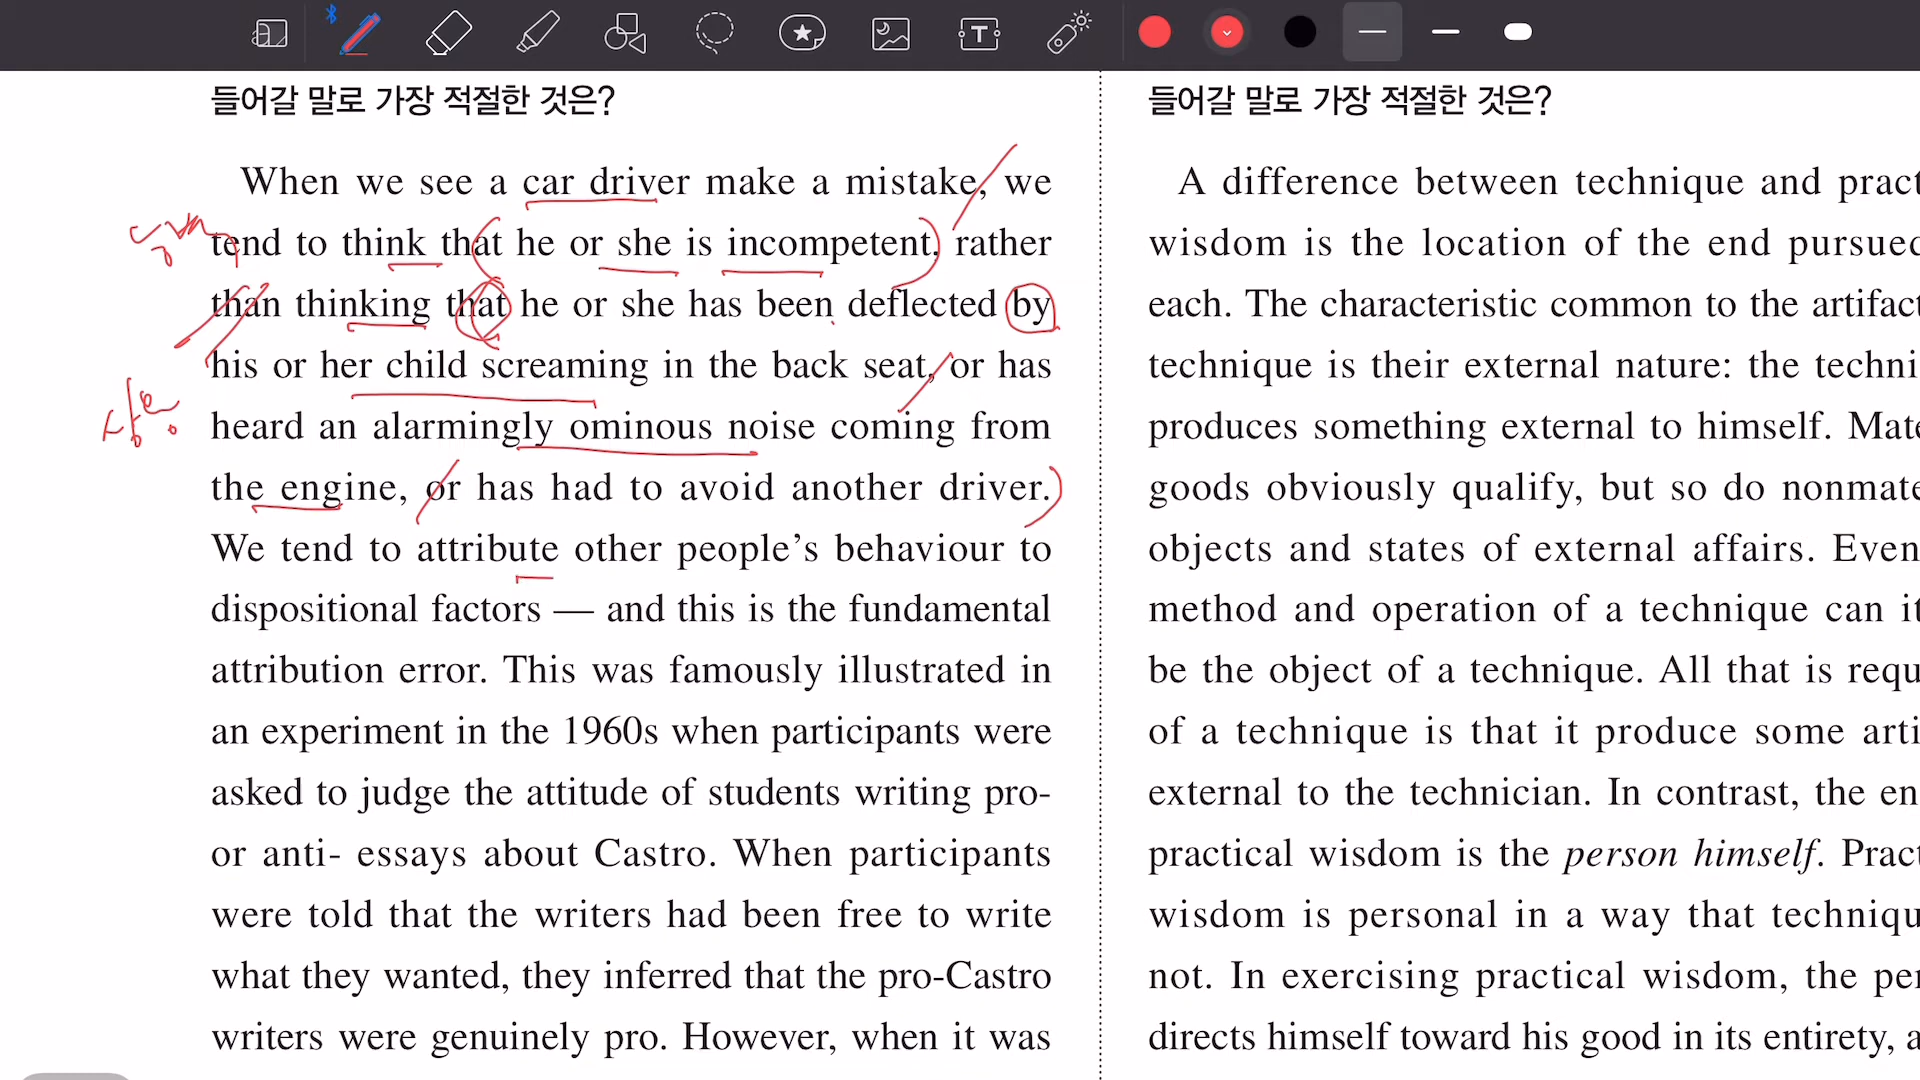 들어갈 말로 가장 적절한 것은?
When we see a car driver make a mistake, we
tend to think that he or she is incompetent, rather
than thinking that he or she has been deflected by
his or her child screaming in the back seat, or has
heard an alarmingly ominous noise coming from
the engine, or has had to avoid another driver.
We tend to attribute other people's behaviour to
dispositional factors — and this is the fundamental
attribution error. This was famously illustrated in
an experiment in the 1960s when participants were
asked to judge the attitude of students writing pro-
or anti- essays about Castro. When participants
were told that the writers had been free to write
what they wanted, they inferred that the pro-Castro
writers were genuinely pro. However, when it was
들어갈 말로 가장 적절한 것은?
A difference between technique and pract
wisdom is the location of the end pursued
each. The characteristic common to the artifact
technique is their external nature: the techni
produces something external to himself. Mate
goods obviously qualify, but so do nonmate
objects and states of external affairs. Even
method and operation of a technique can it
be the object of a technique. All that is requ
of a technique is that it produce some arti
external to the technician. In contrast, the en
practical wisdom is the person himself. Pract
wisdom is personal in a way that techniqu
not. In exercising practical wisdom, the per
directs himself toward his good in its entirety, a